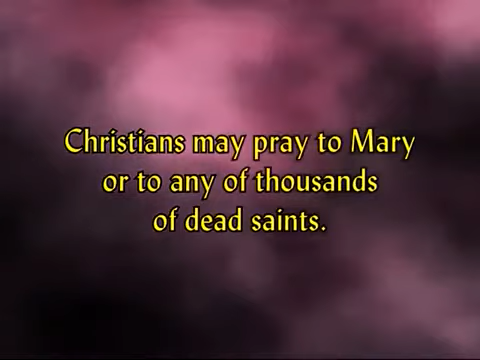 Christians may pray to Mary
or to any of thousands
of dead saints.